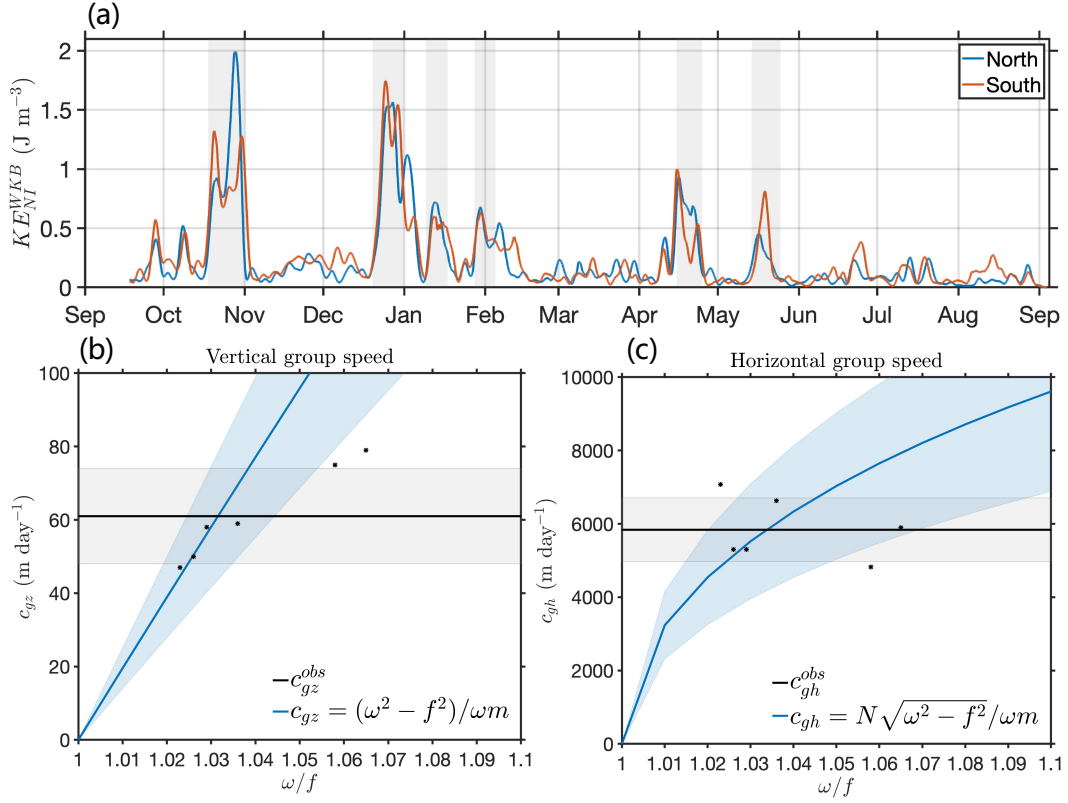 (a)
KE_{NI}^{WKB} (J m^{−3})
2
1.5
1
0.5
0
North
South
Sep Oct Nov Dec Jan Feb Mar Apr May Jun Jul Aug Sep
(b)
Vertical group speed
c_{gz} (m day^{−1})
100
80
60
40
20
0
c_{gz}^{obs}
c_{gz} = (ω^2 − f^2)/ωm
1 1.01 1.02 1.03 1.04 1.05 1.06 1.07 1.08 1.09 1.1
ω/f
(c)
Horizontal group speed
c_{gh} (m day^{−1})
10000
8000
6000
4000
2000
0
c_{gh}^{obs}
c_{gh} = N√(ω^2 − f^2)/ωm
1 1.01 1.02 1.03 1.04 1.05 1.06 1.07 1.08 1.09 1.1
ω/f